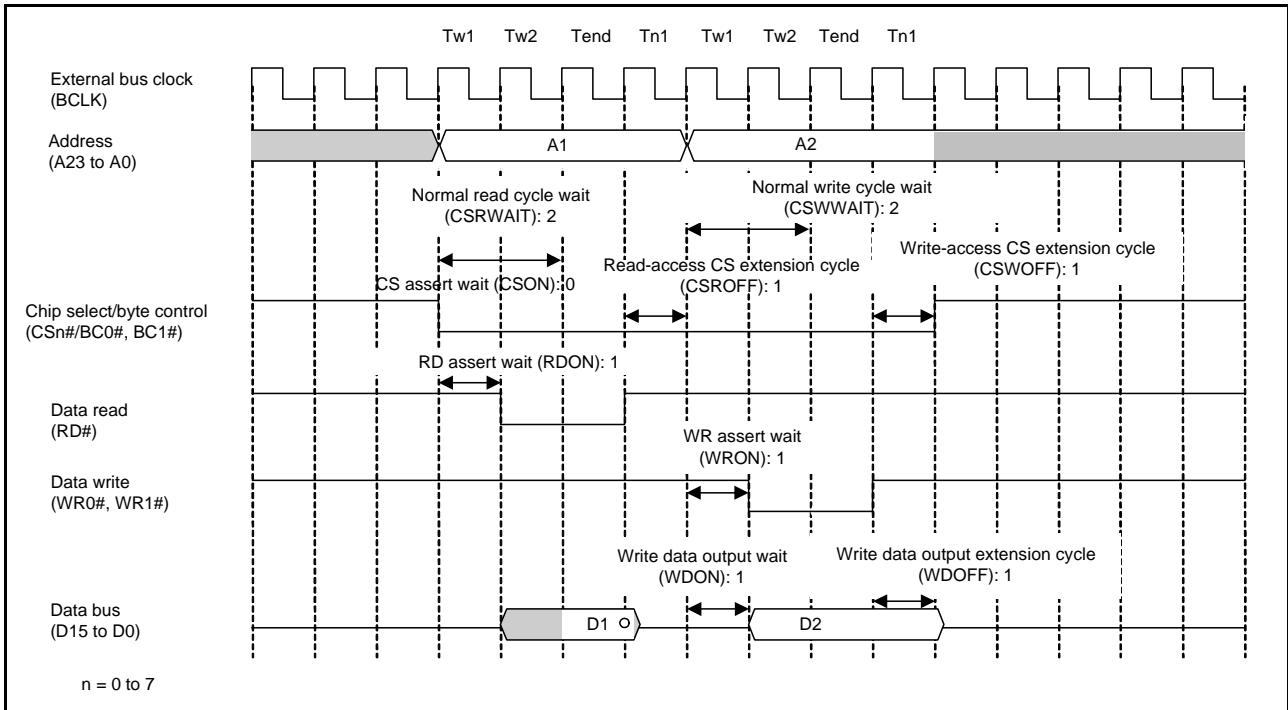 Tw1 Tw2 Tend Tn1 Tw1 Tw2 Tend Tn1
External bus clock
(BCLK)
Address
(A23 to A0)
A1
A2
Normal read cycle wait
(CSRWAIT): 2
Normal write cycle wait
(CSWWAIT): 2
CS assert wait (CSON): 0
Read-access CS extension cycle
(CSROFF): 1
Write-access CS extension cycle
(CSWOFF): 1
Chip select/byte control
(CSn#/BC0#, BC1#)
RD assert wait (RDON): 1
Data read
(RD#)
WR assert wait
(WRON): 1
Data write
(WR0#, WR1#)
Write data output wait
(WDON): 1
Write data output extension cycle
(WDOFF): 1
Data bus
(D15 to D0)
D1
D2
n = 0 to 7